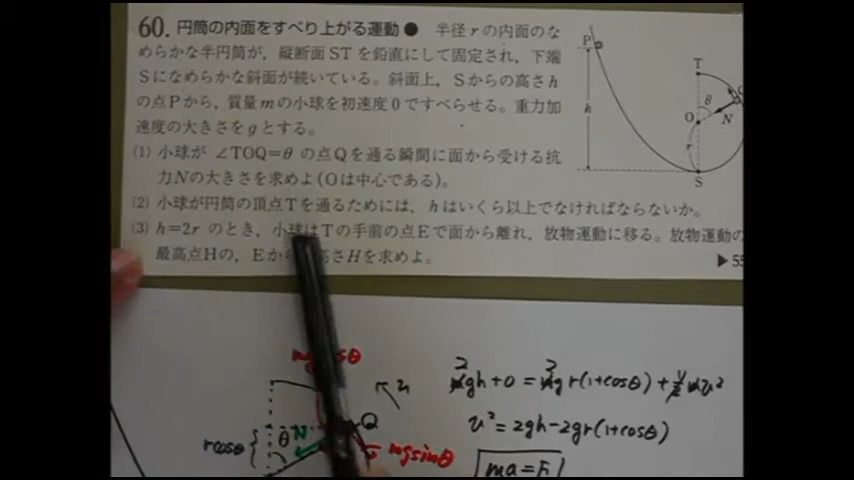 60. 円筒の内面をすべり上がる運動 ● 半径rの内面のな
めらかな半円筒が，縦断面STを鉛直にして固定され，下端
Sになめらかな斜面が続いている。斜面上，Sからの高さh
の点Pから，質量mの小球を初速度0ですべらせる。重力加
速度の大きさをgとする。
(1) 小球が ∠TOQ=θ の点Qを通る瞬間に面から受ける抗
力Nの大きさを求めよ(Oは中心である)。
(2) 小球が円筒の頂点Tを通るためには，hはいくら以上でなければならないか。
(3) h=2r のとき，小球はTの手前の点Eで面から離れ，放物運動に移る。放物運動の
最高点Hの，Eから 高さHを求めよ。
▶55
P
T
θ
h
O
N
r
S
2 2
mgh+0 = mgr(1+cosθ)+½mv²
v²=2gh-2gr(1+cosθ)
ma=F
Q
N
θ
rcosθ
mgsinθ